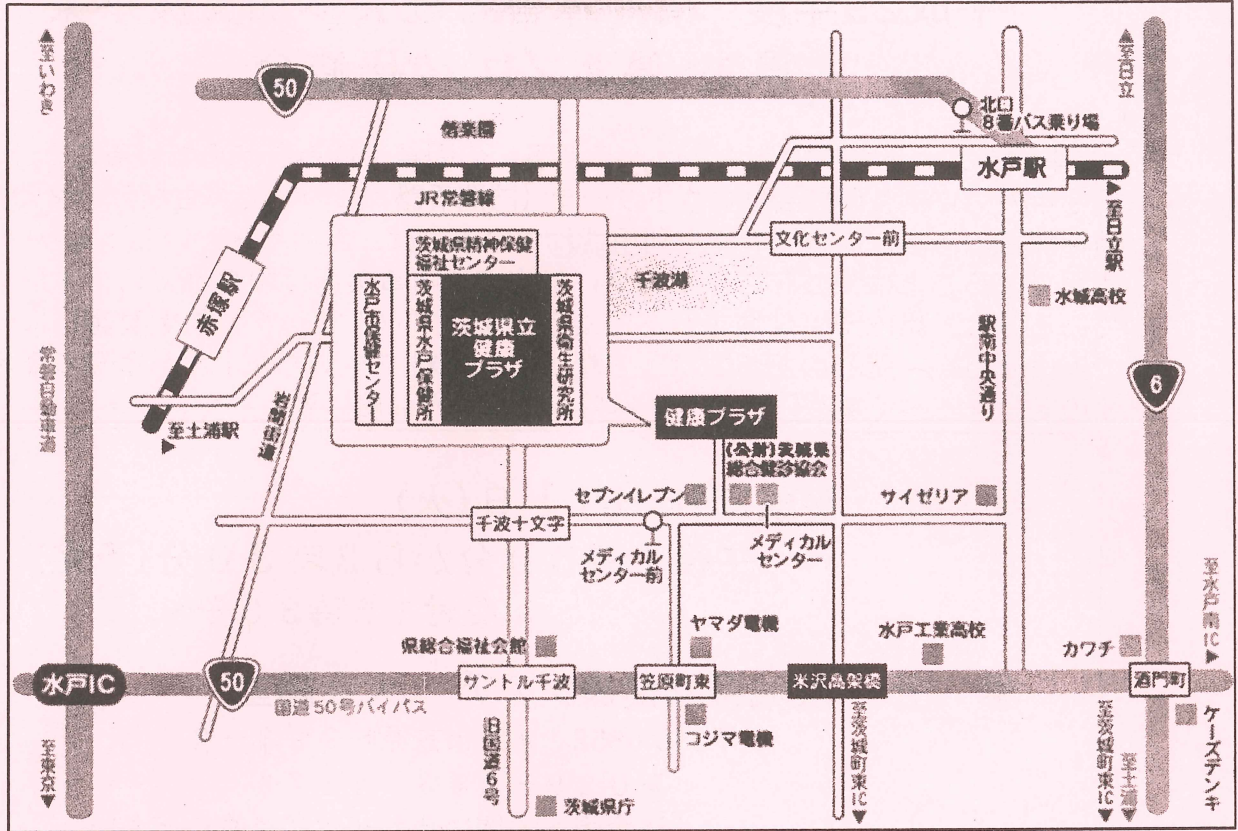 ▲至いわき
50
偕楽園
北口
8番バス乗り場
▲至日立
水戸駅
JR常磐線
▶至日立駅
茨城県精神保健
福祉センター
文化センター前
千波湖
水戸市保健センター
茨城県水戸保健所
茨城県立
健康
プラザ
茨城県衛生研究所
水城高校
赤塚駅
駅南中央通り
常磐自動車道
6
至土浦駅
健康プラザ
(公財)茨城県
総合健診協会
セブンイレブン
サイゼリア
千波十文字
メディカル
センター前
メディカル
センター
至水戸南IC▶
ヤマダ電機
水戸工業高校
県総合福祉会館
カワチ
水戸IC
50
サントル千波
笠原町東
米沢高架橋
酒門町
国道50号バイパス
コジマ電機
ケーズデンキ
旧国道6号
至茨城町東IC▼
至茨城町東IC▼
至土浦▼
至東京▼
茨城県庁